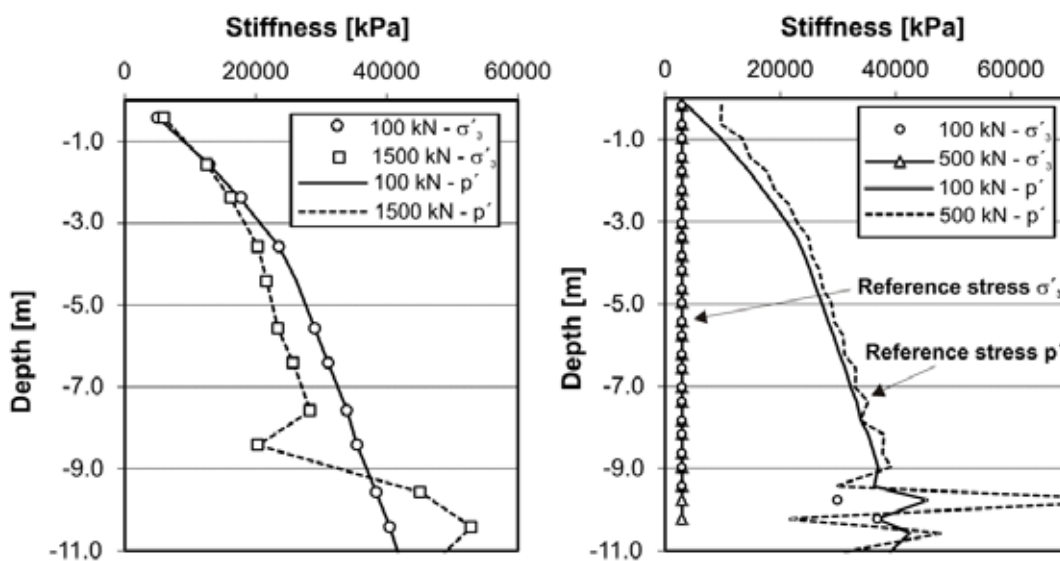 Stiffness [kPa]
0 20000 40000 60000
Depth [m]
-1.0
-3.0
-5.0
-7.0
-9.0
-11.0
100 kN - σ´₃
1500 kN - σ´₃
100 kN - p´
1500 kN - p´
Stiffness [kPa]
0 20000 40000 60000
Depth [m]
-1.0
-3.0
-5.0
-7.0
-9.0
-11.0
100 kN - σ´₃
500 kN - σ´₃
100 kN - p´
500 kN - p´
Reference stress σ´₃
Reference stress p´